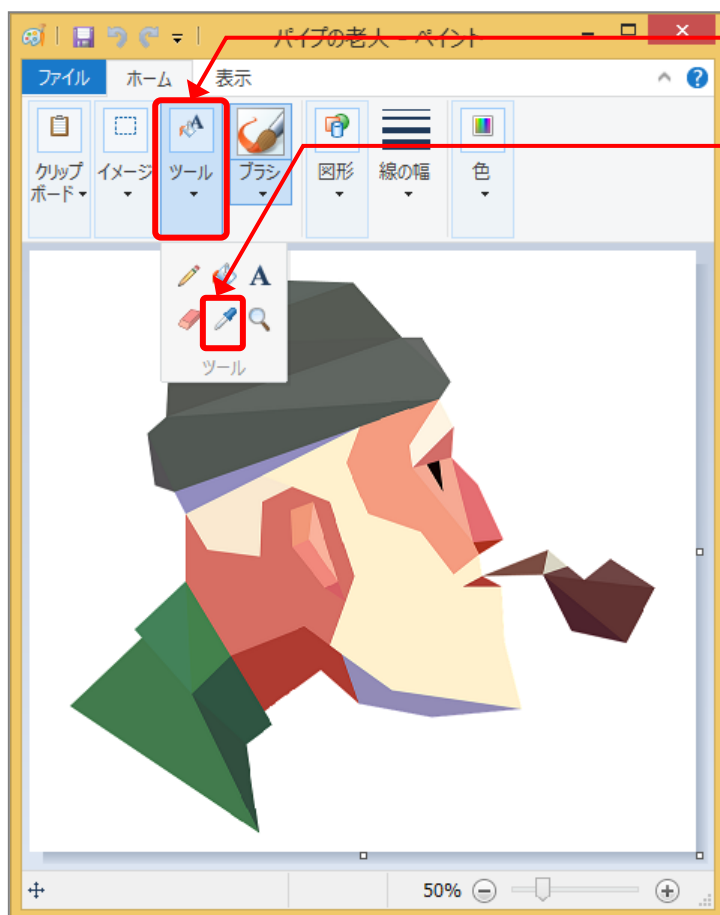 パイプの老人 - ペイント
ファイル ホーム 表示
クリップボード イメージ ツール ブラシ 図形 線の幅 色
A
ツール
50%